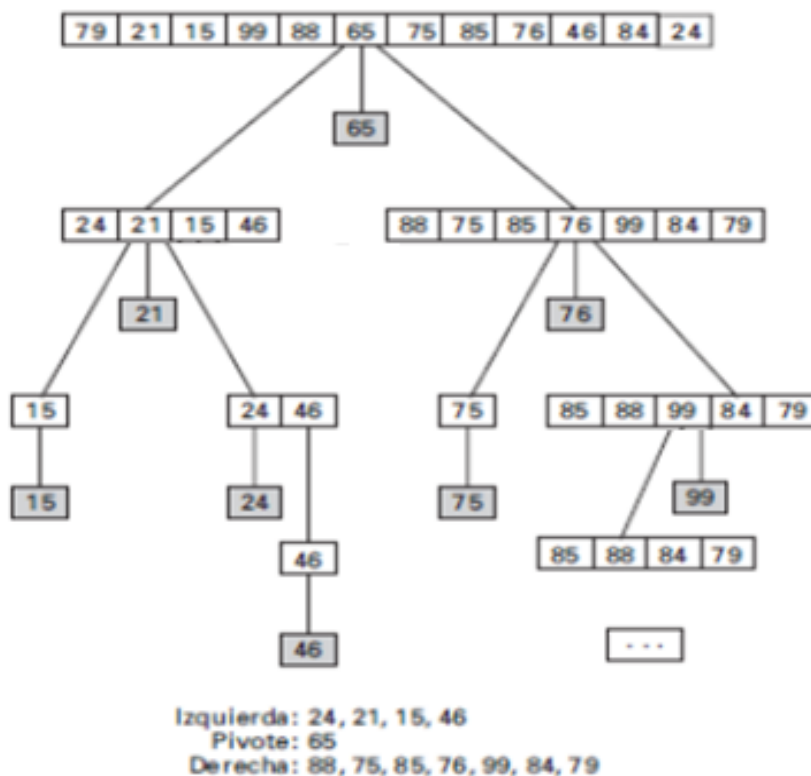 79 21 15 99 88 65 75 85 76 46 84 24
65
24 21 15 46 88 75 85 76 99 84 79
21 76
15 24 46 75 85 88 99 84 79
15 24 75 99
46 85 88 84 79
46 ...
Izquierda: 24, 21, 15, 46
Pivote: 65
Derecha: 88, 75, 85, 76, 99, 84, 79